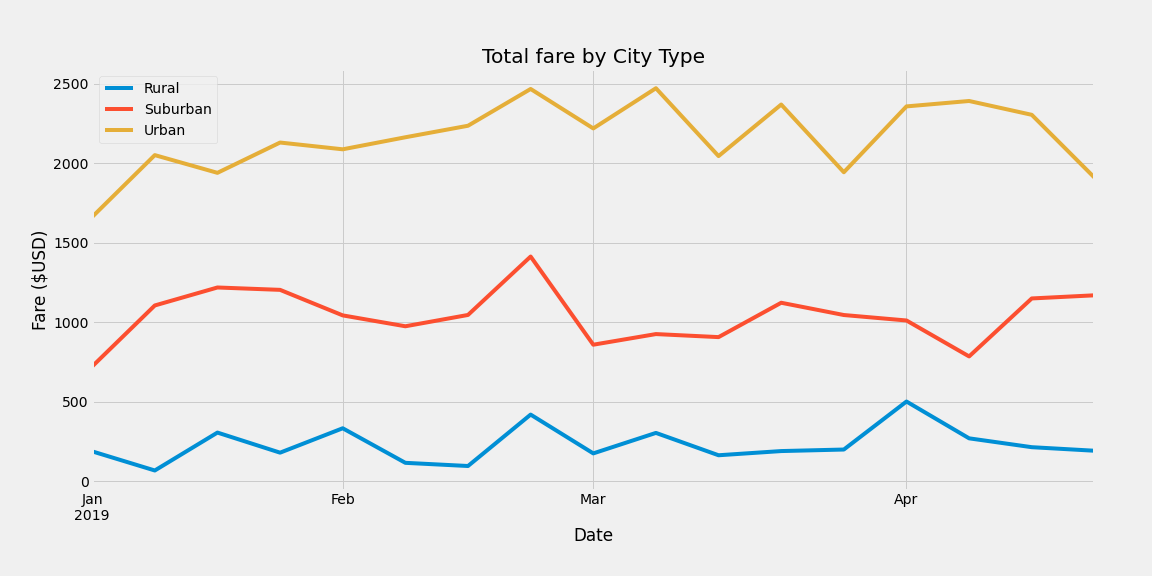 Total fare by City Type
Rural
Suburban
Urban
2500
2000
1500
1000
500
0
Fare ($USD)
Jan
2019
Feb
Mar
Apr
Date